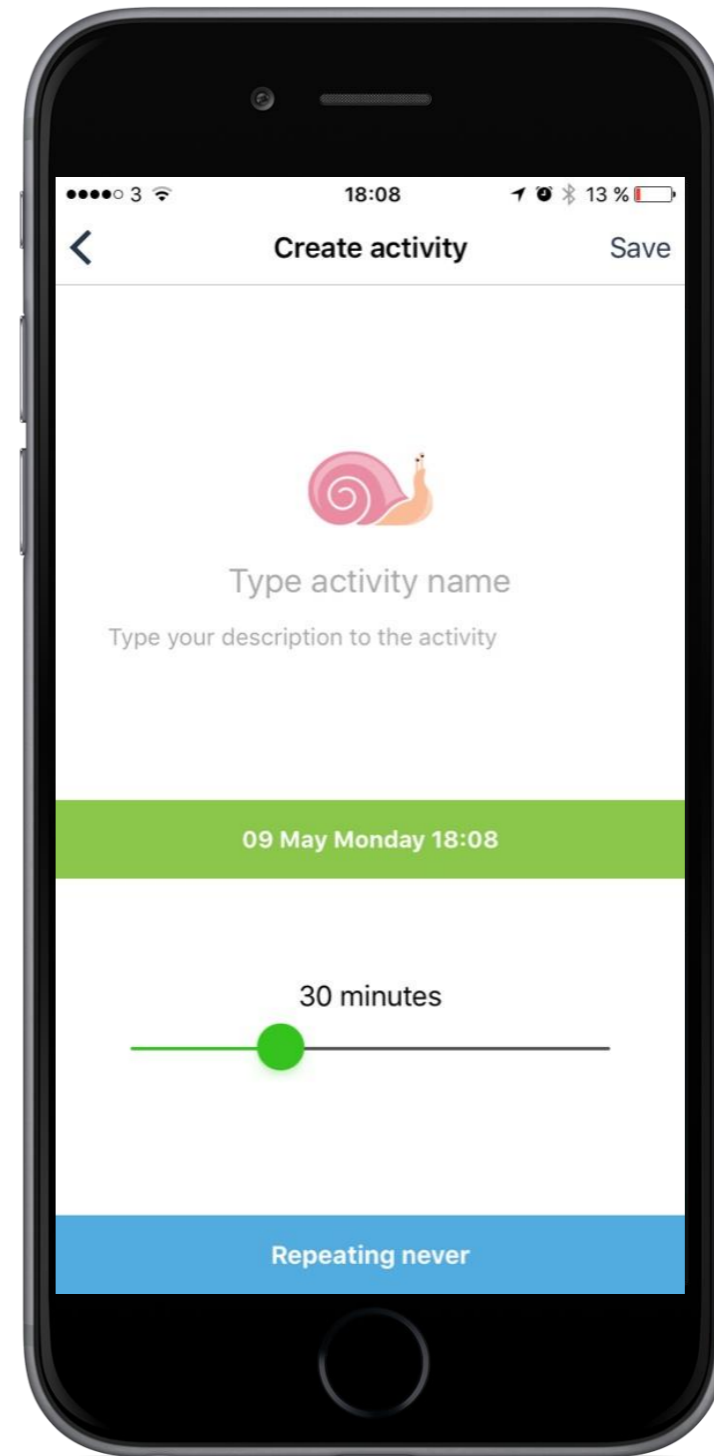 3 18:08 13 %
Create activity Save
Type activity name
Type your description to the activity
09 May Monday 18:08
30 minutes
Repeating never